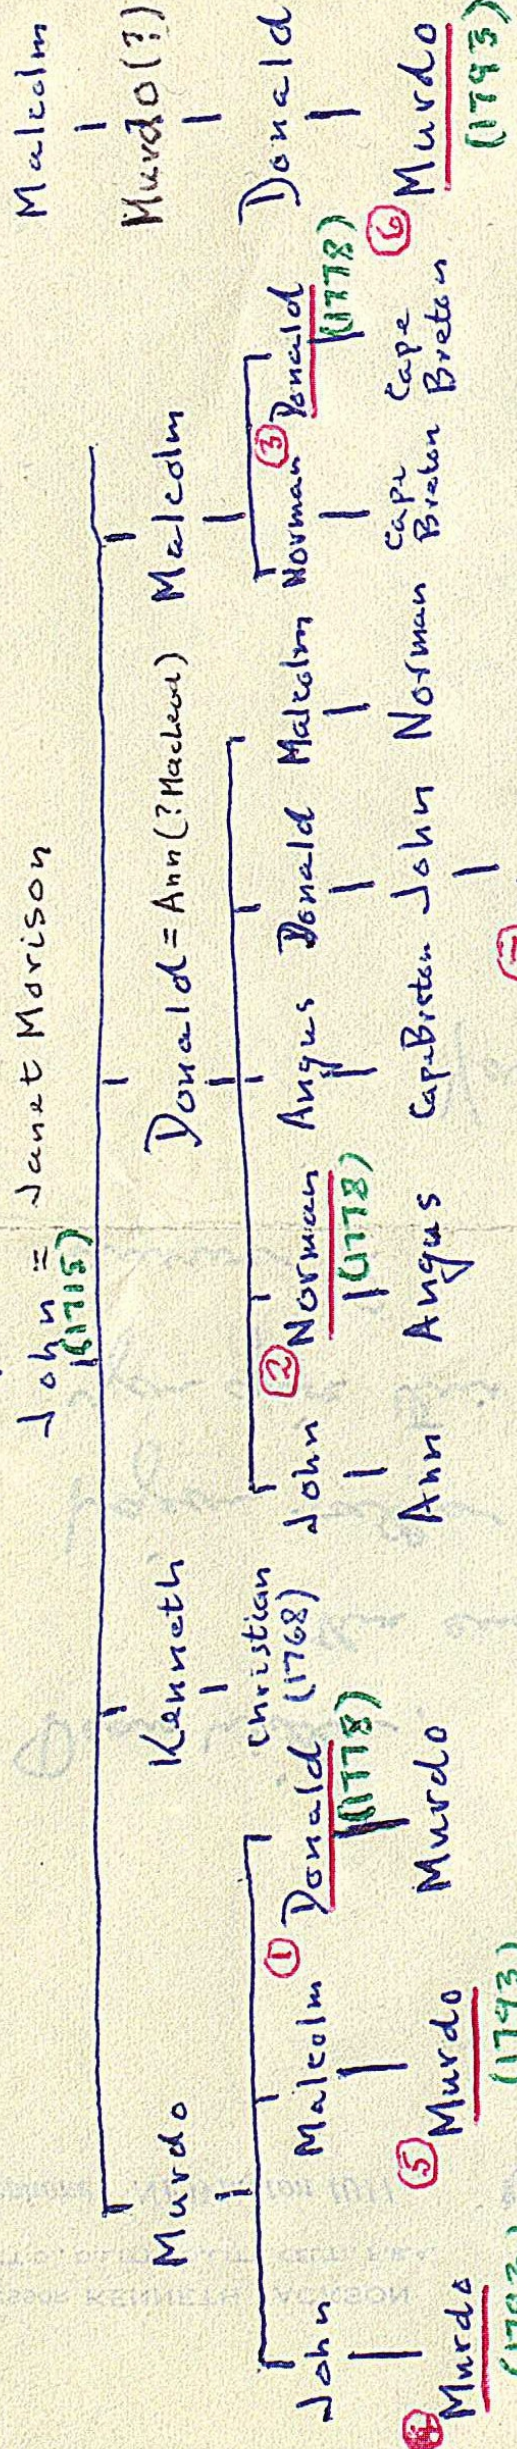 John = Janet Morison Malcolm
(1715)
Murdo Kenneth Donald = Ann (? MacLeod) Malcolm Murdo (?)
John Malcolm ① Donald Christian John ② Norman Angus Donald Malcolm Norman ③ Donald Donald
(1778) (1768) (1778) (1778)
④ Murdo ⑤ Murdo Murdo Ann Angus Cape Breton John Norman Cape Breton Cape Breton ⑥ Murdo
(1793) (1793) (1793)